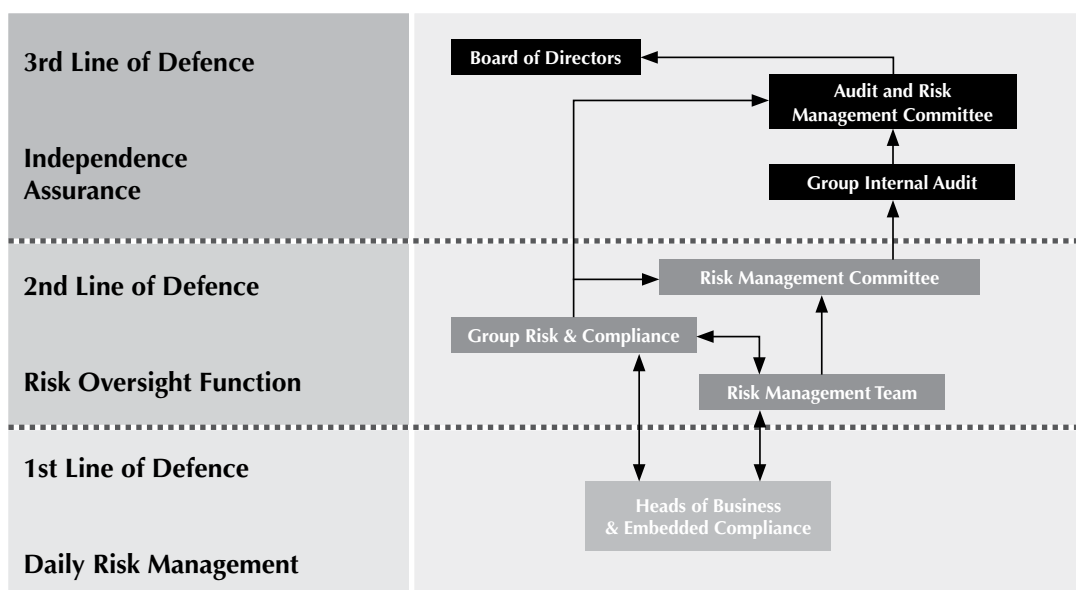 3rd Line of Defence
Independence
Assurance
Board of Directors
Audit and Risk
Management Committee
Group Internal Audit
2nd Line of Defence
Risk Oversight Function
Risk Management Committee
Group Risk & Compliance
Risk Management Team
1st Line of Defence
Daily Risk Management
Heads of Business
& Embedded Compliance